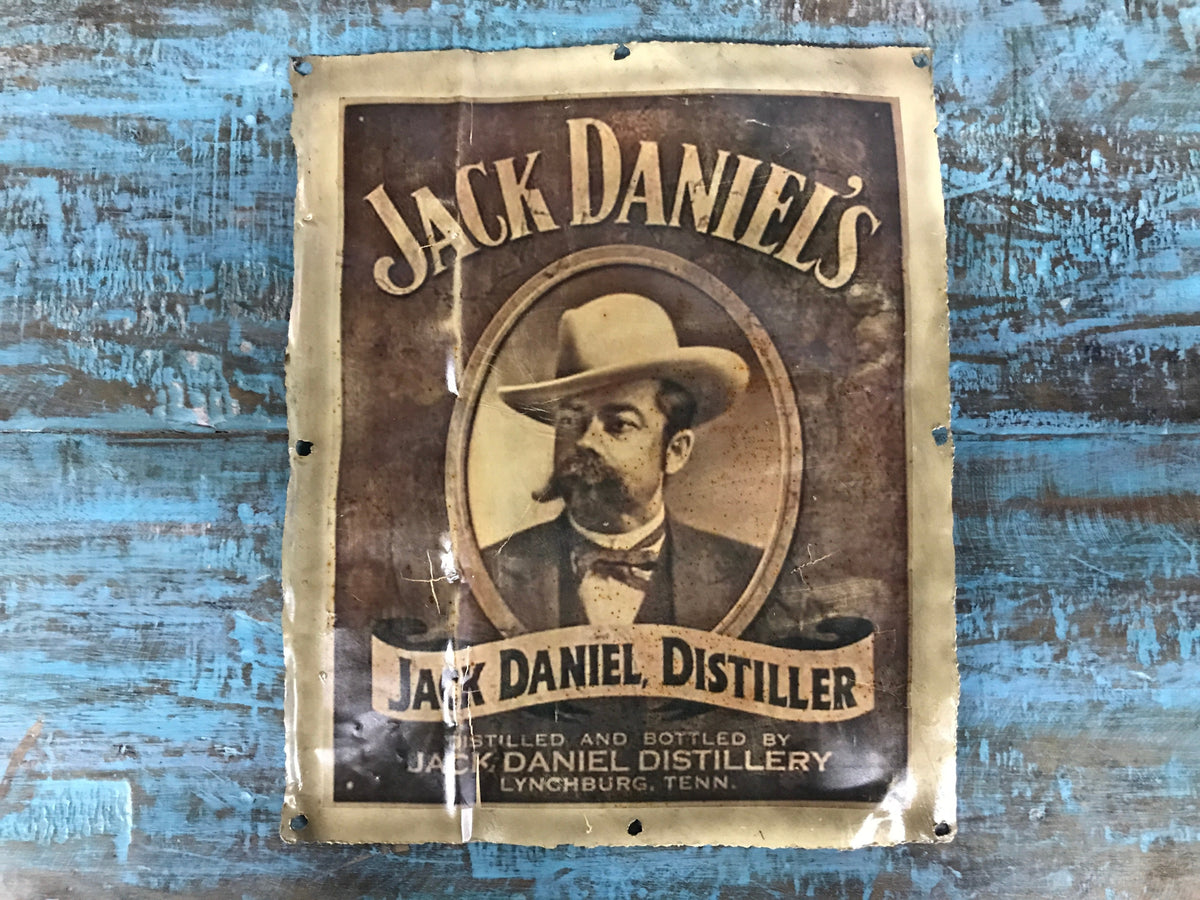 JACK DANIEL'S
JACK DANIEL, DISTILLER
DISTILLED AND BOTTLED BY
JACK DANIEL DISTILLERY
LYNCHBURG, TENN.